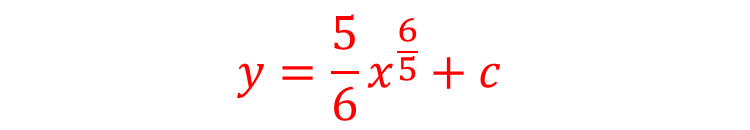 y = 5/6 x^(6/5) + c